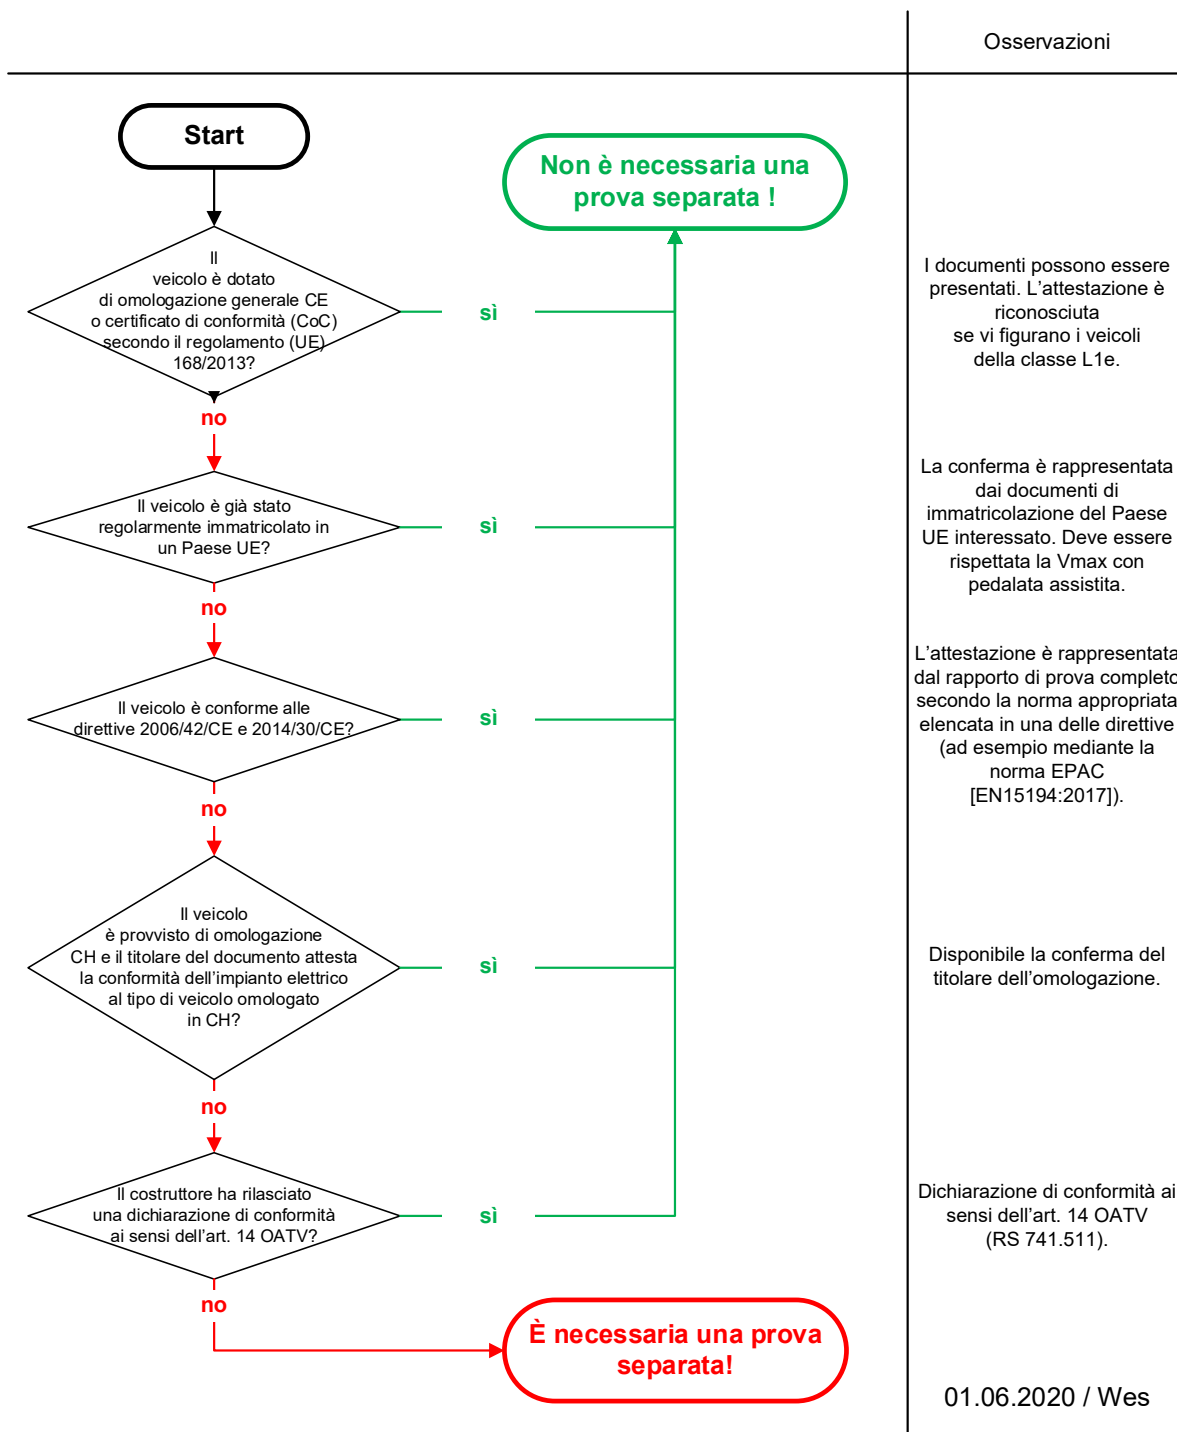 Osservazioni
Start
Non è necessaria una
prova separata !
Il
veicolo è dotato
di omologazione generale CE
o certificato di conformità (CoC)
secondo il regolamento (UE)
168/2013?
sì
I documenti possono essere
presentati. L'attestazione è
riconosciuta
se vi figurano i veicoli
della classe L1e.
no
Il veicolo è già stato
regolarmente immatricolato in
un Paese UE?
sì
La conferma è rappresentata
dai documenti di
immatricolazione del Paese
UE interessato. Deve essere
rispettata la Vmax con
pedalata assistita.
no
Il veicolo è conforme alle
direttive 2006/42/CE e 2014/30/CE?
sì
L'attestazione è rappresentata
dal rapporto di prova completo
secondo la norma appropriata
elencata in una delle direttive
(ad esempio mediante la
norma EPAC
[EN15194:2017]).
no
Il veicolo
è provvisto di omologazione
CH e il titolare del documento attesta
la conformità dell'impianto elettrico
al tipo di veicolo omologato
in CH?
sì
Disponibile la conferma del
titolare dell'omologazione.
no
Il costruttore ha rilasciato
una dichiarazione di conformità
ai sensi dell'art. 14 OATV?
sì
Dichiarazione di conformità ai
sensi dell'art. 14 OATV
(RS 741.511).
no
È necessaria una prova
separata!
01.06.2020 / Wes